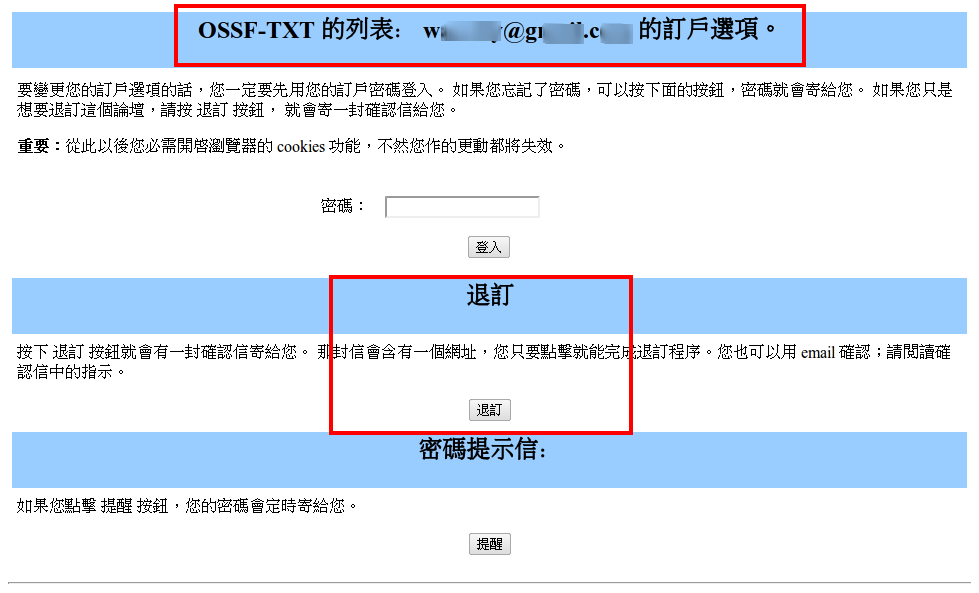 OSSF-TXT 的列表： w y@g .c 的訂戶選項。
要變更您的訂戶選項的話，您一定要先用您的訂戶密碼登入。 如果您忘記了密碼，可以按下面的按鈕，密碼就會寄給您。 如果您只是
想要退訂這個論壇，請按 退訂 按鈕， 就會寄一封確認信給您。
重要：從此以後您必需開啓瀏覽器的 cookies 功能，不然您作的更動都將失效。
密碼：
登入
退訂
按下 退訂 按鈕就會有一封確認信寄給您。 那封信會含有一個網址，您只要點擊就能完成退訂程序。您也可以用 email 確認；請閱讀確
認信中的指示。
退訂
密碼提示信：
如果您點擊 提醒 按鈕，您的密碼會定時寄給您。
提醒